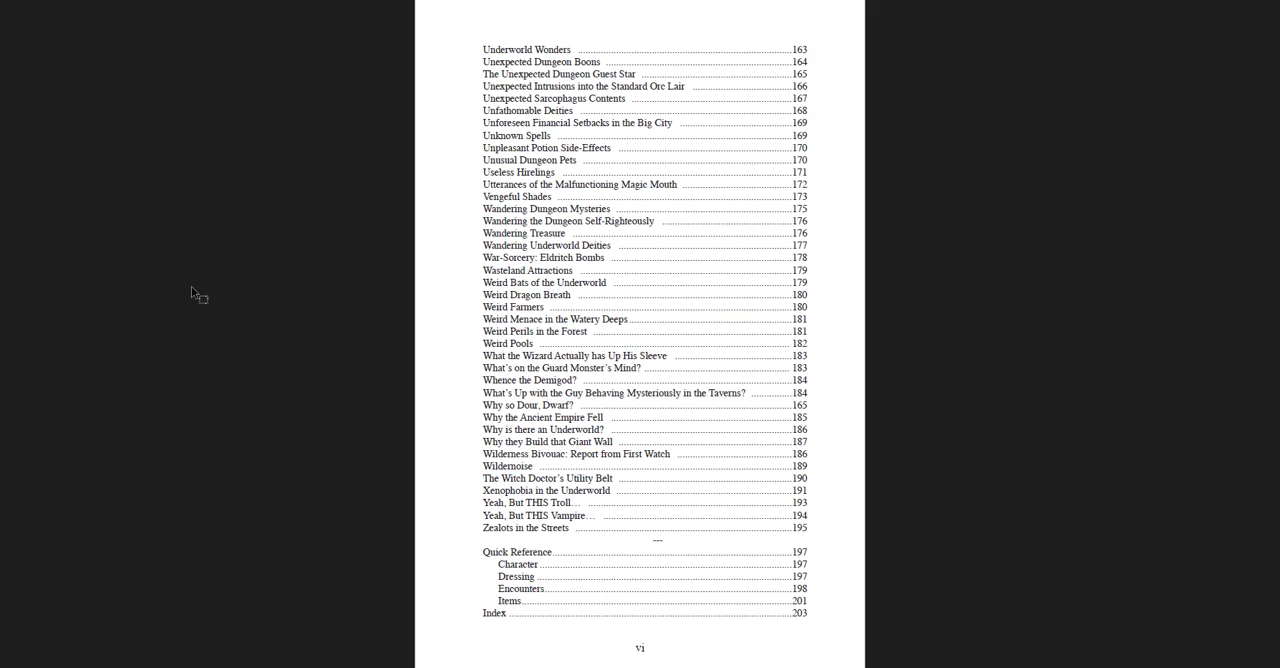 Underworld Wonders ........................................163
Unexpected Dungeon Boons ........................................164
The Unexpected Dungeon Guest Star ........................................165
Unexpected Intrusions into the Standard Orc Lair ........................................166
Unexpected Sarcophagus Contents ........................................167
Unfathomable Deities ........................................168
Unforeseen Financial Setbacks in the Big City ........................................169
Unknown Spells ........................................169
Unpleasant Potion Side-Effects ........................................170
Unusual Dungeon Pets ........................................170
Useless Hirelings ........................................171
Utterances of the Malfunctioning Magic Mouth ........................................172
Vengeful Shades ........................................173
Wandering Dungeon Mysteries ........................................175
Wandering the Dungeon Self-Righteously ........................................176
Wandering Treasure ........................................176
Wandering Underworld Deities ........................................177
War-Sorcery: Eldritch Bombs ........................................178
Wasteland Attractions ........................................179
Weird Bats of the Underworld ........................................179
Weird Dragon Breath ........................................180
Weird Farmers ........................................180
Weird Menace in the Watery Deeps ........................................181
Weird Perils in the Forest ........................................181
Weird Pools ........................................182
What the Wizard Actually has Up His Sleeve ........................................183
What's on the Guard Monster's Mind? ........................................183
Whence the Demigod? ........................................184
What's Up with the Guy Behaving Mysteriously in the Taverns? ...............184
Why so Dour, Dwarf? ........................................165
Why the Ancient Empire Fell ........................................185
Why is there an Underworld? ........................................186
Why they Build that Giant Wall ........................................187
Wilderness Bivouac: Report from First Watch ........................................186
Wildernoise ........................................189
The Witch Doctor's Utility Belt ........................................190
Xenophobia in the Underworld ........................................191
Yeah, But THIS Troll… ........................................193
Yeah, But THIS Vampire… ........................................194
Zealots in the Streets ........................................195
---
Quick Reference........................................197
Character........................................197
Dressing........................................197
Encounters........................................198
Items........................................201
Index ........................................203
vi